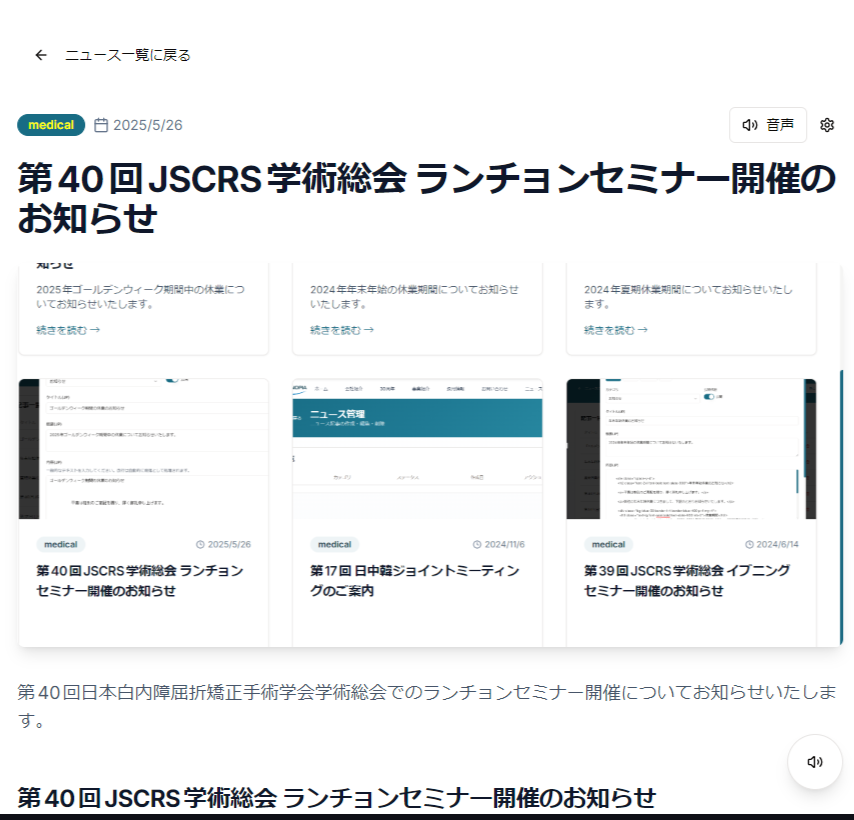 ニュース一覧に戻る
medical 2025/5/26 音声
第40回JSCRS学術総会 ランチョンセミナー開催の
お知らせ
知らせ
2025年ゴールデンウィーク期間中の休業につ
いてお知らせいたします。
続きを読む →
2024年年末年始の休業期間についてお知らせ
いたします。
続きを読む →
2024年夏期休業期間についてお知らせいたし
ます。
続きを読む →
medical 2025/5/26
第40回JSCRS学術総会 ランチョン
セミナー開催のお知らせ
ニュース管理
medical 2024/11/6
第17回 日中韓ジョイントミーティン
グのご案内
medical 2024/6/14
第39回JSCRS学術総会 イブニング
セミナー開催のお知らせ
第40回日本白内障屈折矯正手術学会学術総会でのランチョンセミナー開催についてお知らせいたしま
す。
第40回JSCRS学術総会 ランチョンセミナー開催のお知らせ